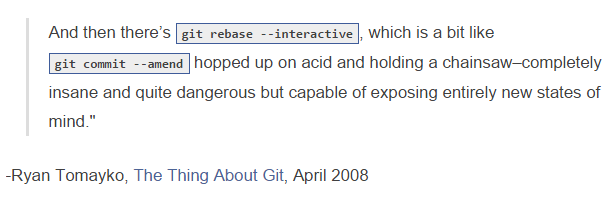 And then there’s git rebase --interactive, which is a bit like
git commit --amend hopped up on acid and holding a chainsaw–completely
insane and quite dangerous but capable of exposing entirely new states of
mind."
-Ryan Tomayko, The Thing About Git, April 2008